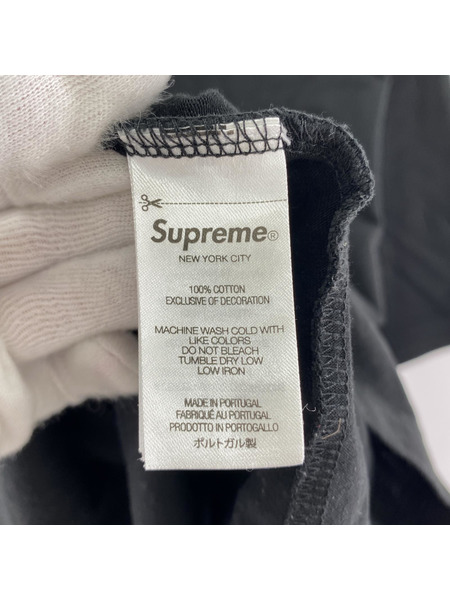 Supreme®
NEW YORK CITY
100% COTTON
EXCLUSIVE OF DECORATION
MACHINE WASH COLD WITH
LIKE COLORS
DO NOT BLEACH
TUMBLE DRY LOW
LOW IRON
MADE IN PORTUGAL
FABRIQUÉ AU PORTUGAL
PRODOTTO IN PORTOGALLO
ポルトガル製